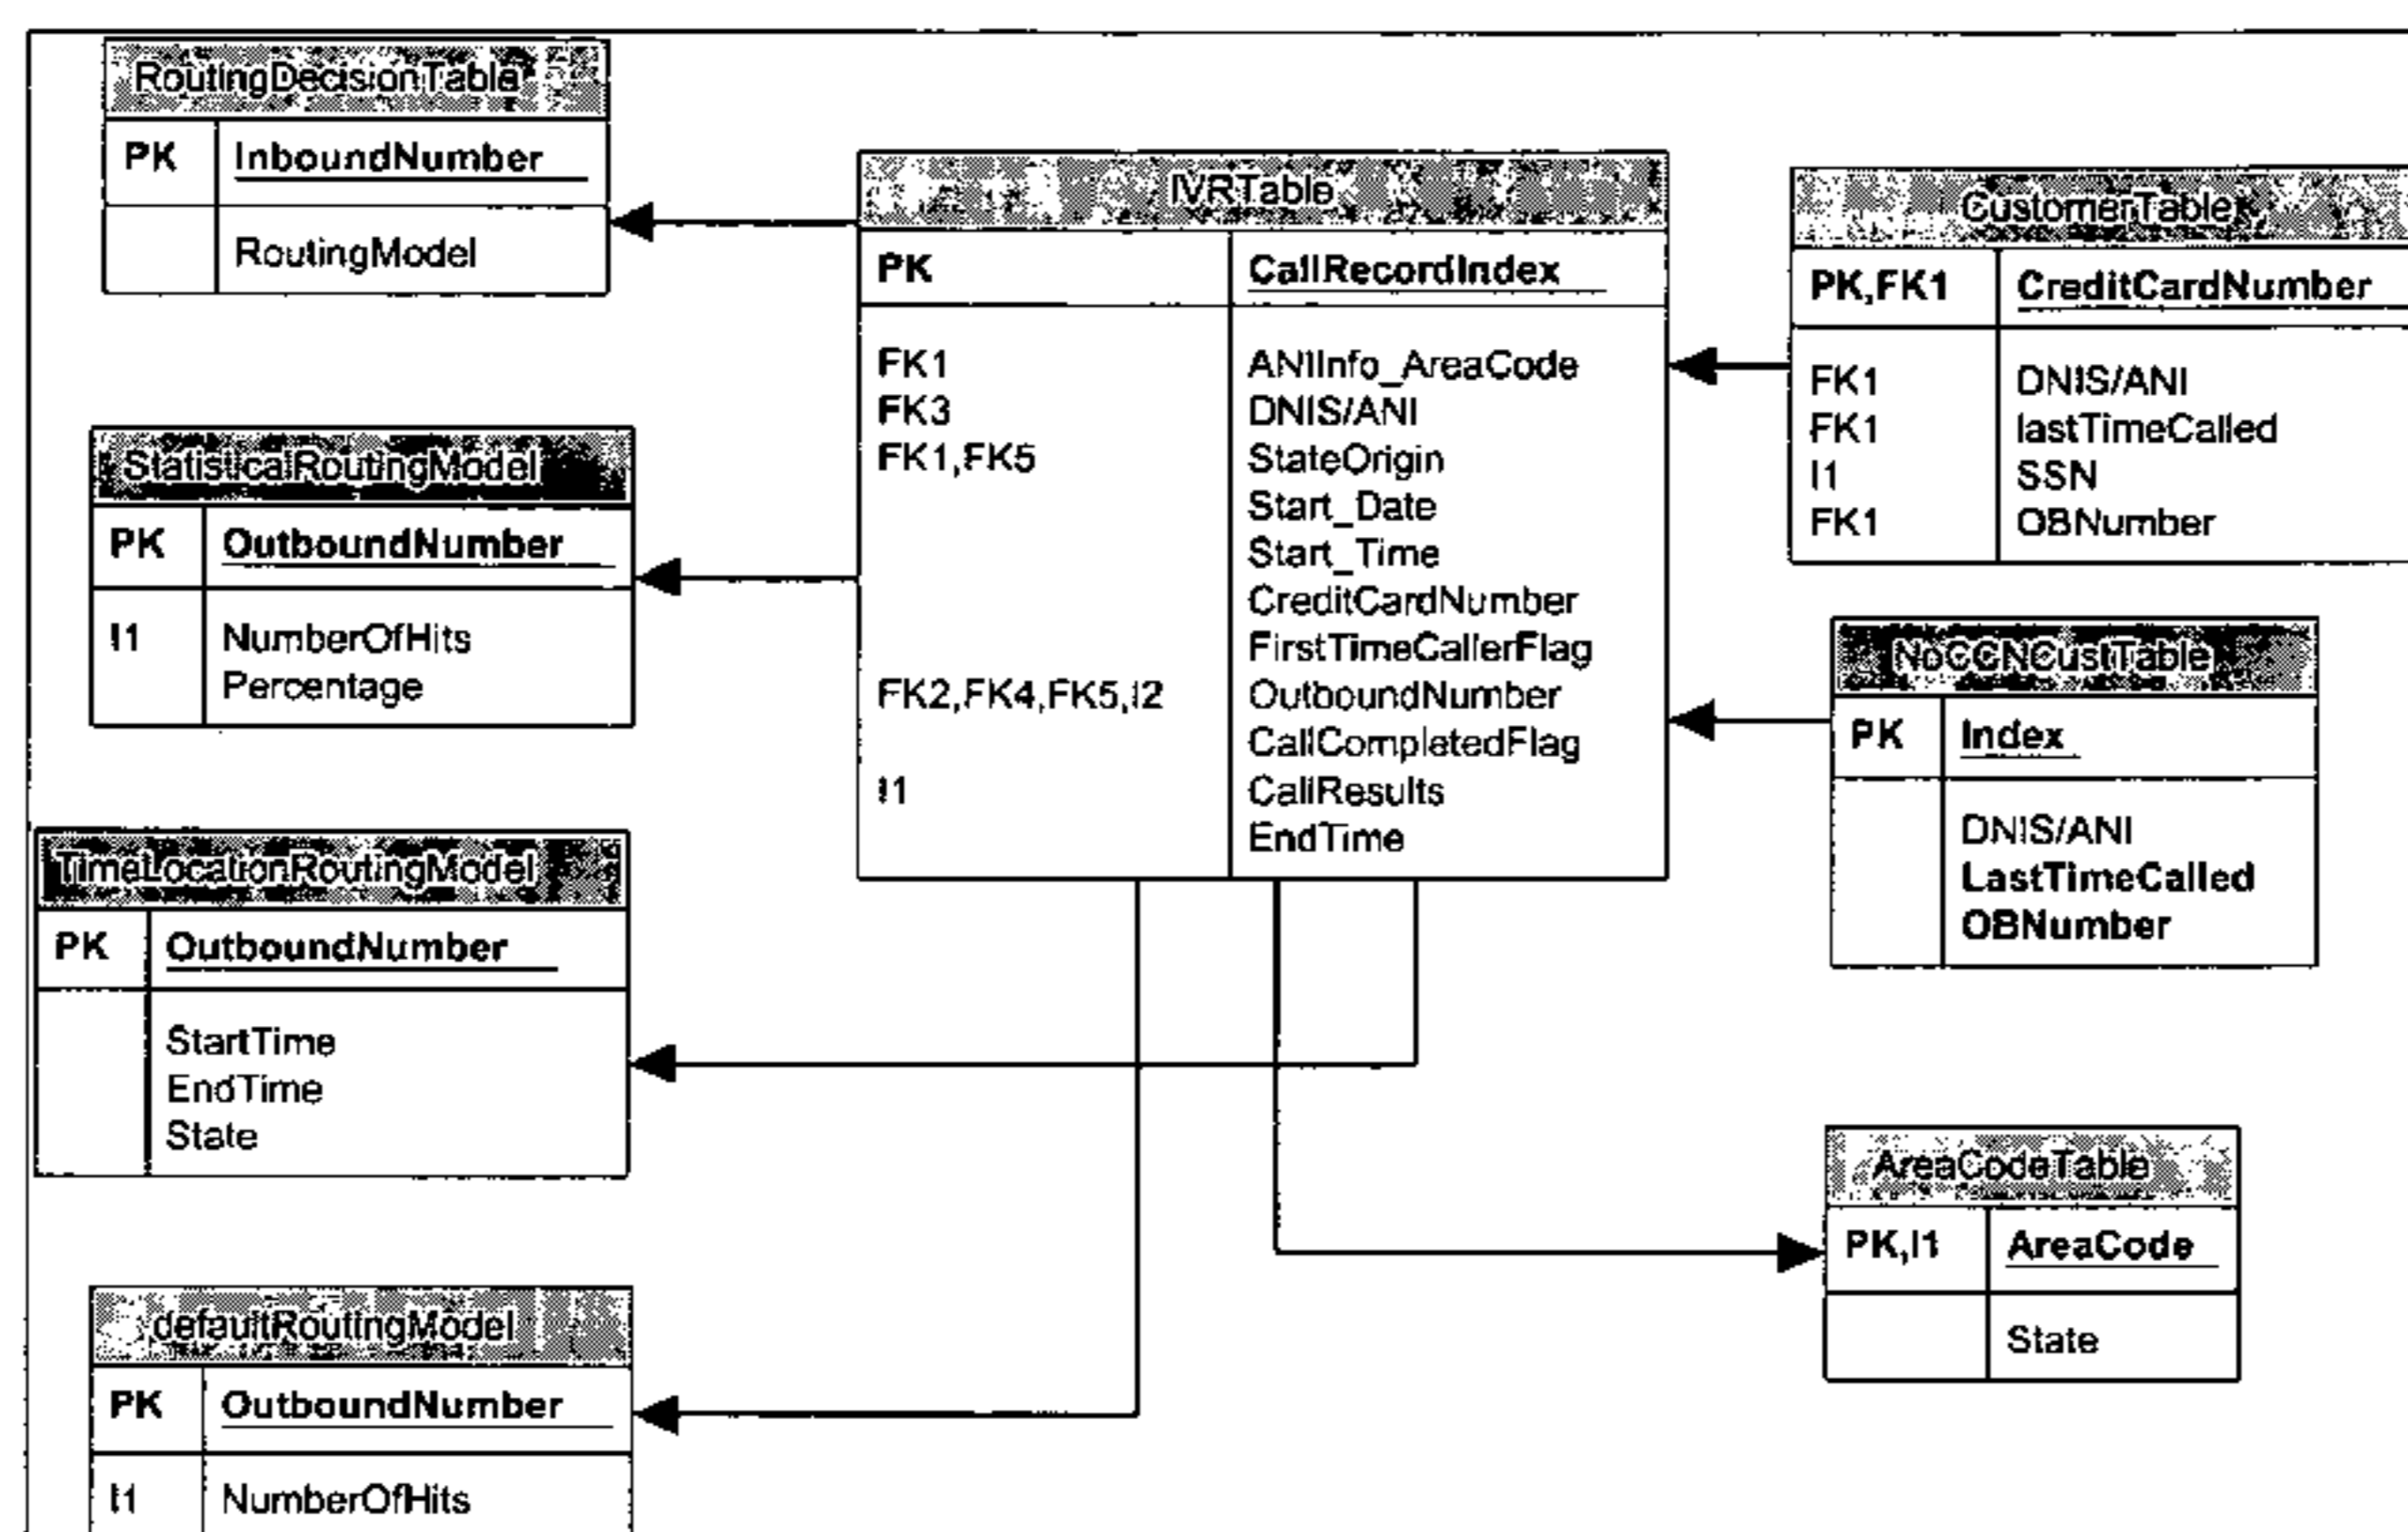 RoutingDecisionTable
PK InboundNumber
RoutingModel
StatisticalRoutingModel
PK OutboundNumber
I1 NumberOfHits
Percentage
TimeLocationRoutingModel
PK OutboundNumber
StartTime
EndTime
State
defaultRoutingModel
PK OutboundNumber
I1 NumberOfHits
IVRTable
PK CallRecordIndex
FK1 ANIInfo_AreaCode
FK3 DNIS/ANI
FK1,FK5 StateOrigin
Start_Date
Start_Time
CreditCardNumber
FirstTimeCallerFlag
FK2,FK4,FK5,I2 OutboundNumber
CallCompletedFlag
I1 CallResults
EndTime
CustomerTable
PK,FK1 CreditCardNumber
FK1 DNIS/ANI
FK1 lastTimeCalled
I1 SSN
FK1 OBNumber
NoCCNCustTable
PK Index
DNIS/ANI
LastTimeCalled
OBNumber
AreaCodeTable
PK,I1 AreaCode
State